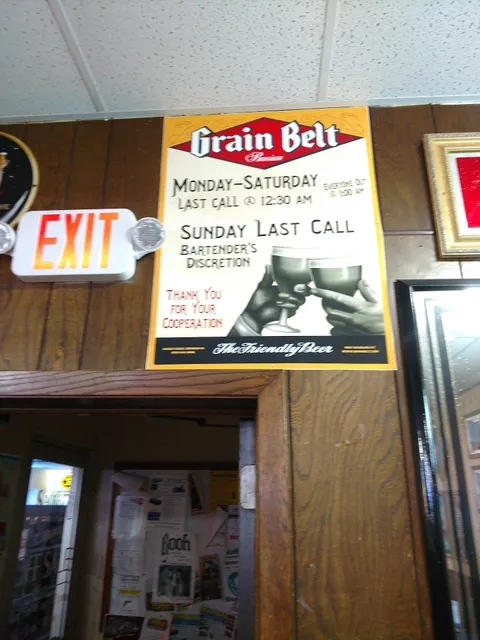 Grain Belt
Premium
MONDAY-SATURDAY
LAST CALL @ 12:30 AM
EVERYONE OUT
@ 1:00 AM
SUNDAY LAST CALL
BARTENDER'S
DISCRETION
THANK YOU
FOR YOUR
COOPERATION
The Friendly Beer
EXIT